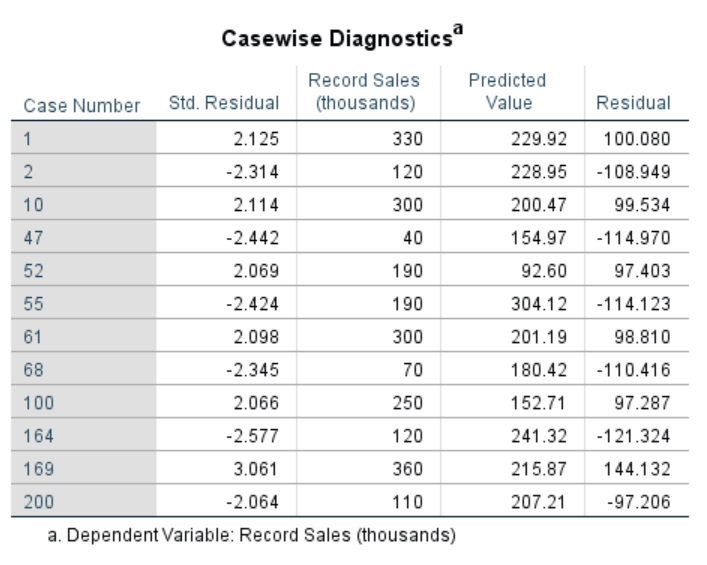 Casewise Diagnosticsa
Case Number Std. Residual Record Sales (thousands) Predicted Value Residual
1 2.125 330 229.92 100.080
2 -2.314 120 228.95 -108.949
10 2.114 300 200.47 99.534
47 -2.442 40 154.97 -114.970
52 2.069 190 92.60 97.403
55 -2.424 190 304.12 -114.123
61 2.098 300 201.19 98.810
68 -2.345 70 180.42 -110.416
100 2.066 250 152.71 97.287
164 -2.577 120 241.32 -121.324
169 3.061 360 215.87 144.132
200 -2.064 110 207.21 -97.206
a. Dependent Variable: Record Sales (thousands)